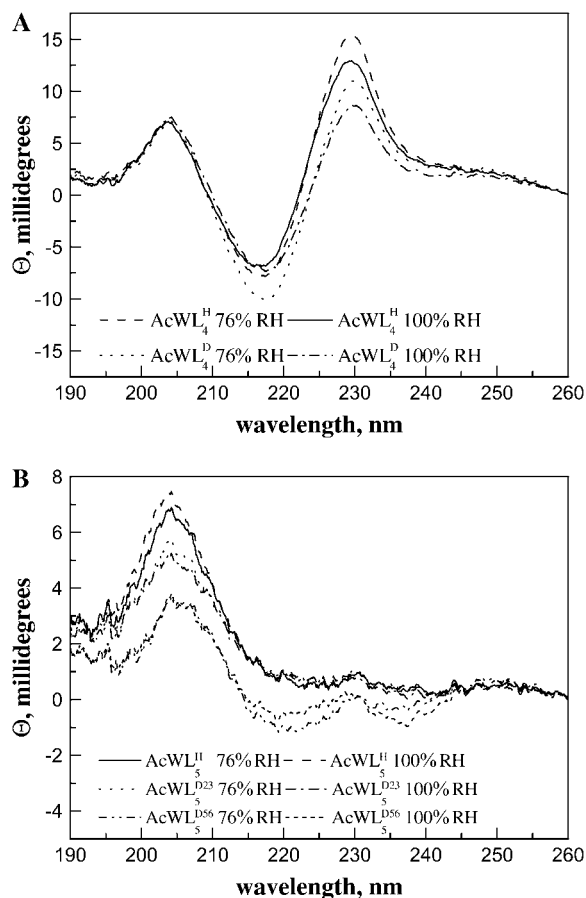 A
Θ, millidegrees
15
10
5
0
-5
-10
-15
AcWL₄ᴴ 76% RH AcWL₄ᴴ 100% RH
AcWL₄ᴰ 76% RH AcWL₄ᴰ 100% RH
190 200 210 220 230 240 250 260
wavelength, nm
B
Θ, millidegrees
8
6
4
2
0
-2
-4
AcWL₅ᴴ 76% RH AcWL₅ᴴ 100% RH
AcWL₅ᴰ²³ 76% RH AcWL₅ᴰ²³ 100% RH
AcWL₅ᴰ⁵⁶ 76% RH AcWL₅ᴰ⁵⁶ 100% RH
190 200 210 220 230 240 250 260
wavelength, nm